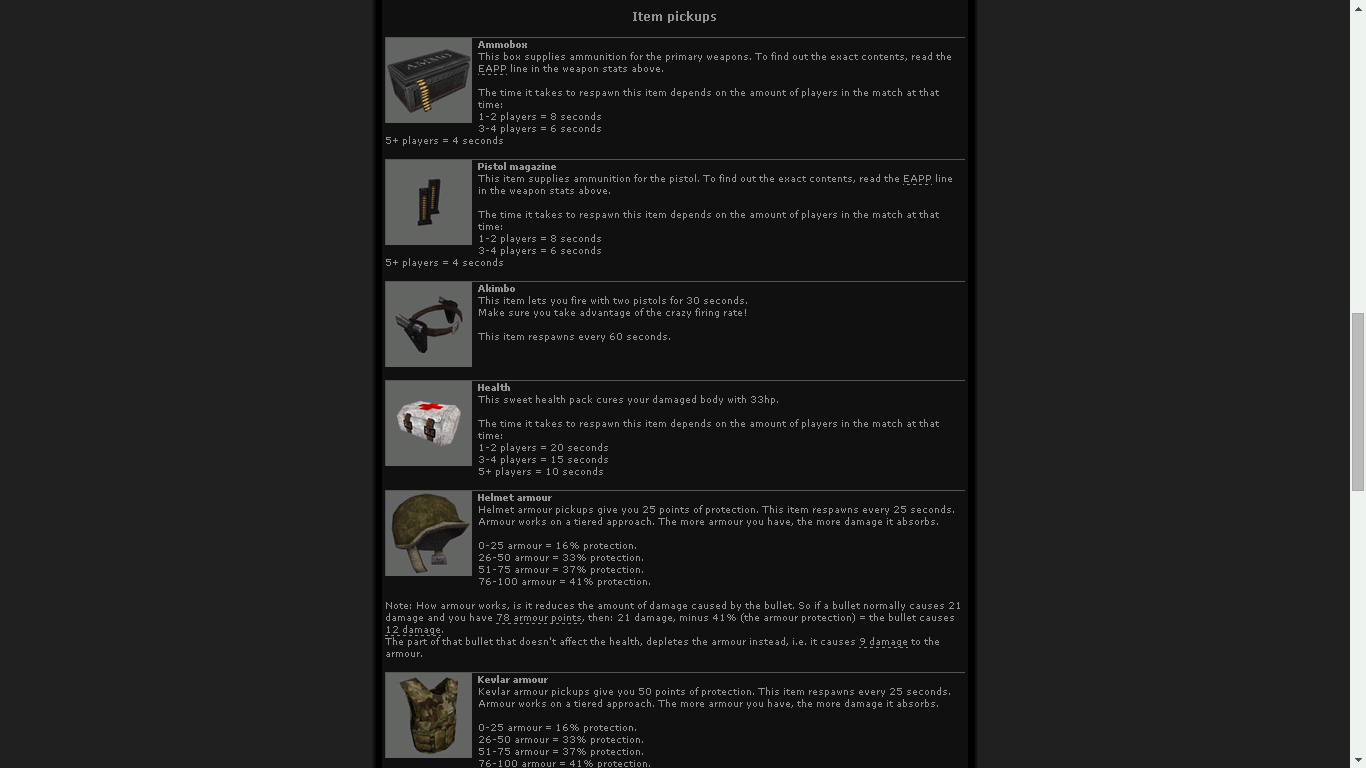 Item pickups
Ammobox
This box supplies ammunition for the primary weapons. To find out the exact contents, read the
EAPP line in the weapon stats above.
The time it takes to respawn this item depends on the amount of players in the match at that
time:
1-2 players = 8 seconds
3-4 players = 6 seconds
5+ players = 4 seconds
AMMO
Pistol magazine
This item supplies ammunition for the pistol. To find out the exact contents, read the EAPP line
in the weapon stats above.
The time it takes to respawn this item depends on the amount of players in the match at that
time:
1-2 players = 8 seconds
3-4 players = 6 seconds
5+ players = 4 seconds
Akimbo
This item lets you fire with two pistols for 30 seconds.
Make sure you take advantage of the crazy firing rate!
This item respawns every 60 seconds.
Health
This sweet health pack cures your damaged body with 33hp.
The time it takes to respawn this item depends on the amount of players in the match at that
time:
1-2 players = 20 seconds
3-4 players = 15 seconds
5+ players = 10 seconds
Helmet armour
Helmet armour pickups give you 25 points of protection. This item respawns every 25 seconds.
Armour works on a tiered approach. The more armour you have, the more damage it absorbs.
0-25 armour = 16% protection.
26-50 armour = 33% protection.
51-75 armour = 37% protection.
76-100 armour = 41% protection.
Note: How armour works, is it reduces the amount of damage caused by the bullet. So if a bullet normally causes 21
damage and you have 78 armour points, then: 21 damage, minus 41% (the armour protection) = the bullet causes
12 damage.
The part of that bullet that doesn't affect the health, depletes the armour instead, i.e. it causes 9 damage to the
armour.
Kevlar armour
Kevlar armour pickups give you 50 points of protection. This item respawns every 25 seconds.
Armour works on a tiered approach. The more armour you have, the more damage it absorbs.
0-25 armour = 16% protection.
26-50 armour = 33% protection.
51-75 armour = 37% protection.
76-100 armour = 41% protection.